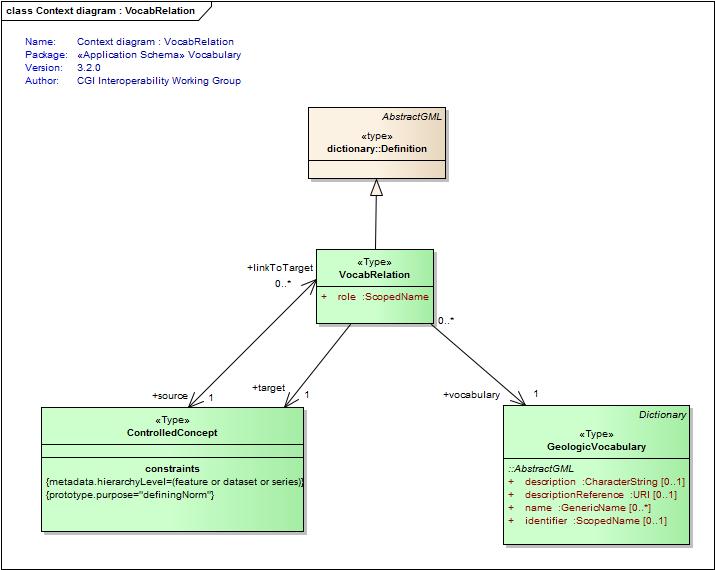 class Context diagram : VocabRelation
Name: Context diagram : VocabRelation
Package: «Application Schema» Vocabulary
Version: 3.2.0
Author: CGI Interoperability Working Group
AbstractGML
«type»
dictionary::Definition
«Type»
VocabRelation
+ role :ScopedName
+linkToTarget
0..*
0..*
+source 1
+target 1
+vocabulary 1
«Type»
ControlledConcept
constraints
{metadata.hierarchyLevel=(feature or dataset or series)}
{prototype.purpose="definingNorm"}
Dictionary
«Type»
GeologicVocabulary
::AbstractGML
+ description :CharacterString [0..1]
+ descriptionReference :URI [0..1]
+ name :GenericName [0..*]
+ identifier :ScopedName [0..1]